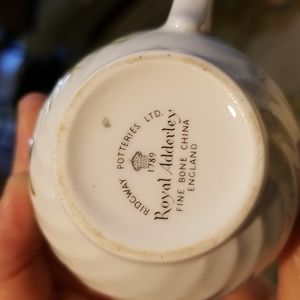 RIDGWAY POTTERIES LTD.
1789
Royal Adderley
FINE BONE CHINA
ENGLAND